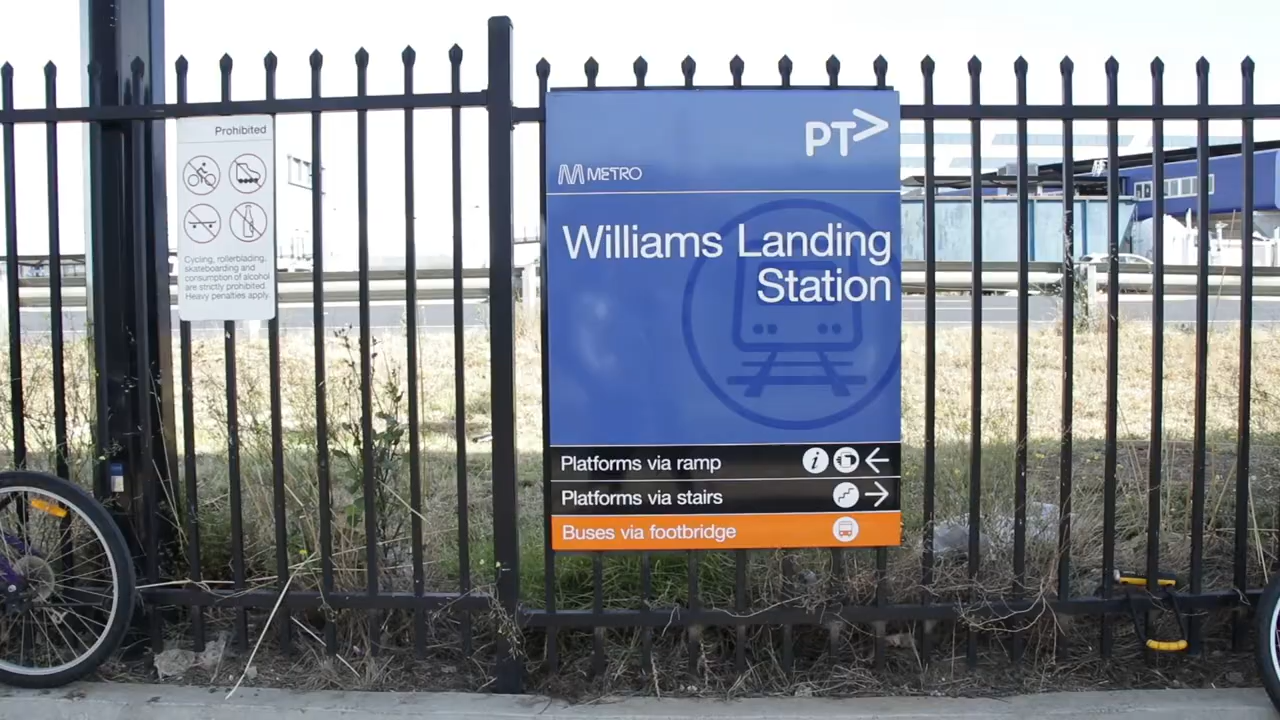 Prohibited
Cycling, rollerblading,
skateboarding and
consumption of alcohol
are strictly prohibited.
Heavy penalties apply.
PT>
METRO
Williams Landing
Station
Platforms via ramp
Platforms via stairs
Buses via footbridge